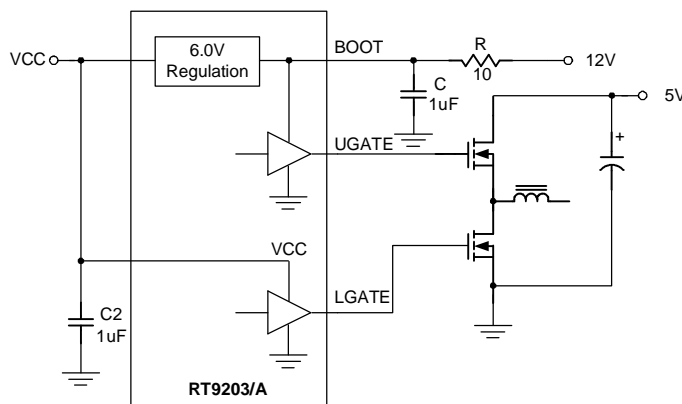 6.0V
Regulation
VCC
BOOT
R
10
12V
C
1uF
5V
UGATE
+
VCC
LGATE
C2
1uF
RT9203/A